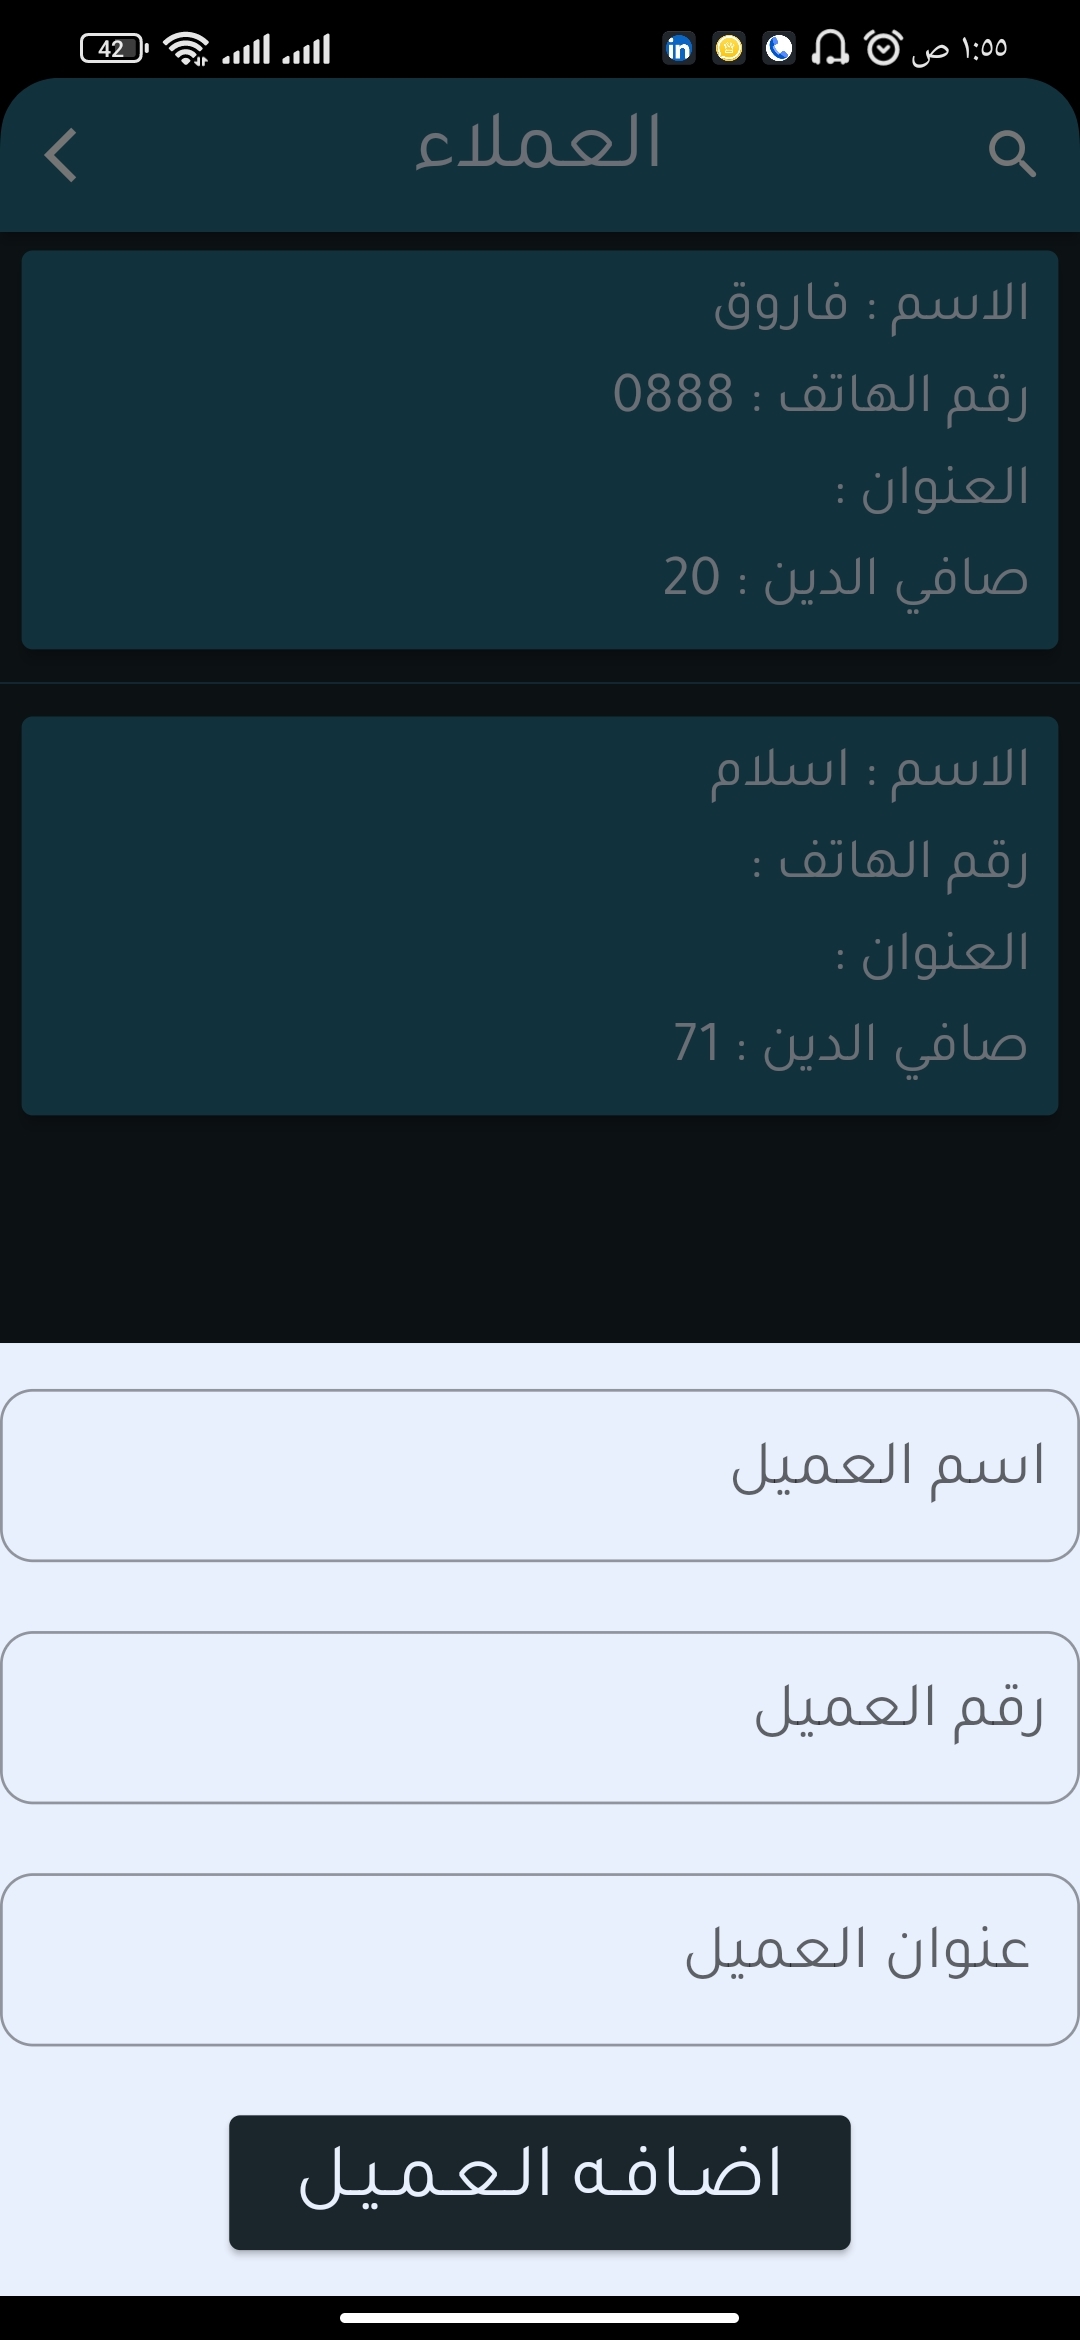 42
١:٥٥ ص
العملاء
الاسم : فاروق
رقم الهاتف : 0888
العنوان :
صافي الدين : 20
الاسم : اسلام
رقم الهاتف :
العنوان :
صافي الدين : 71
اسم العميل
رقم العميل
عنوان العميل
اضافه العميل